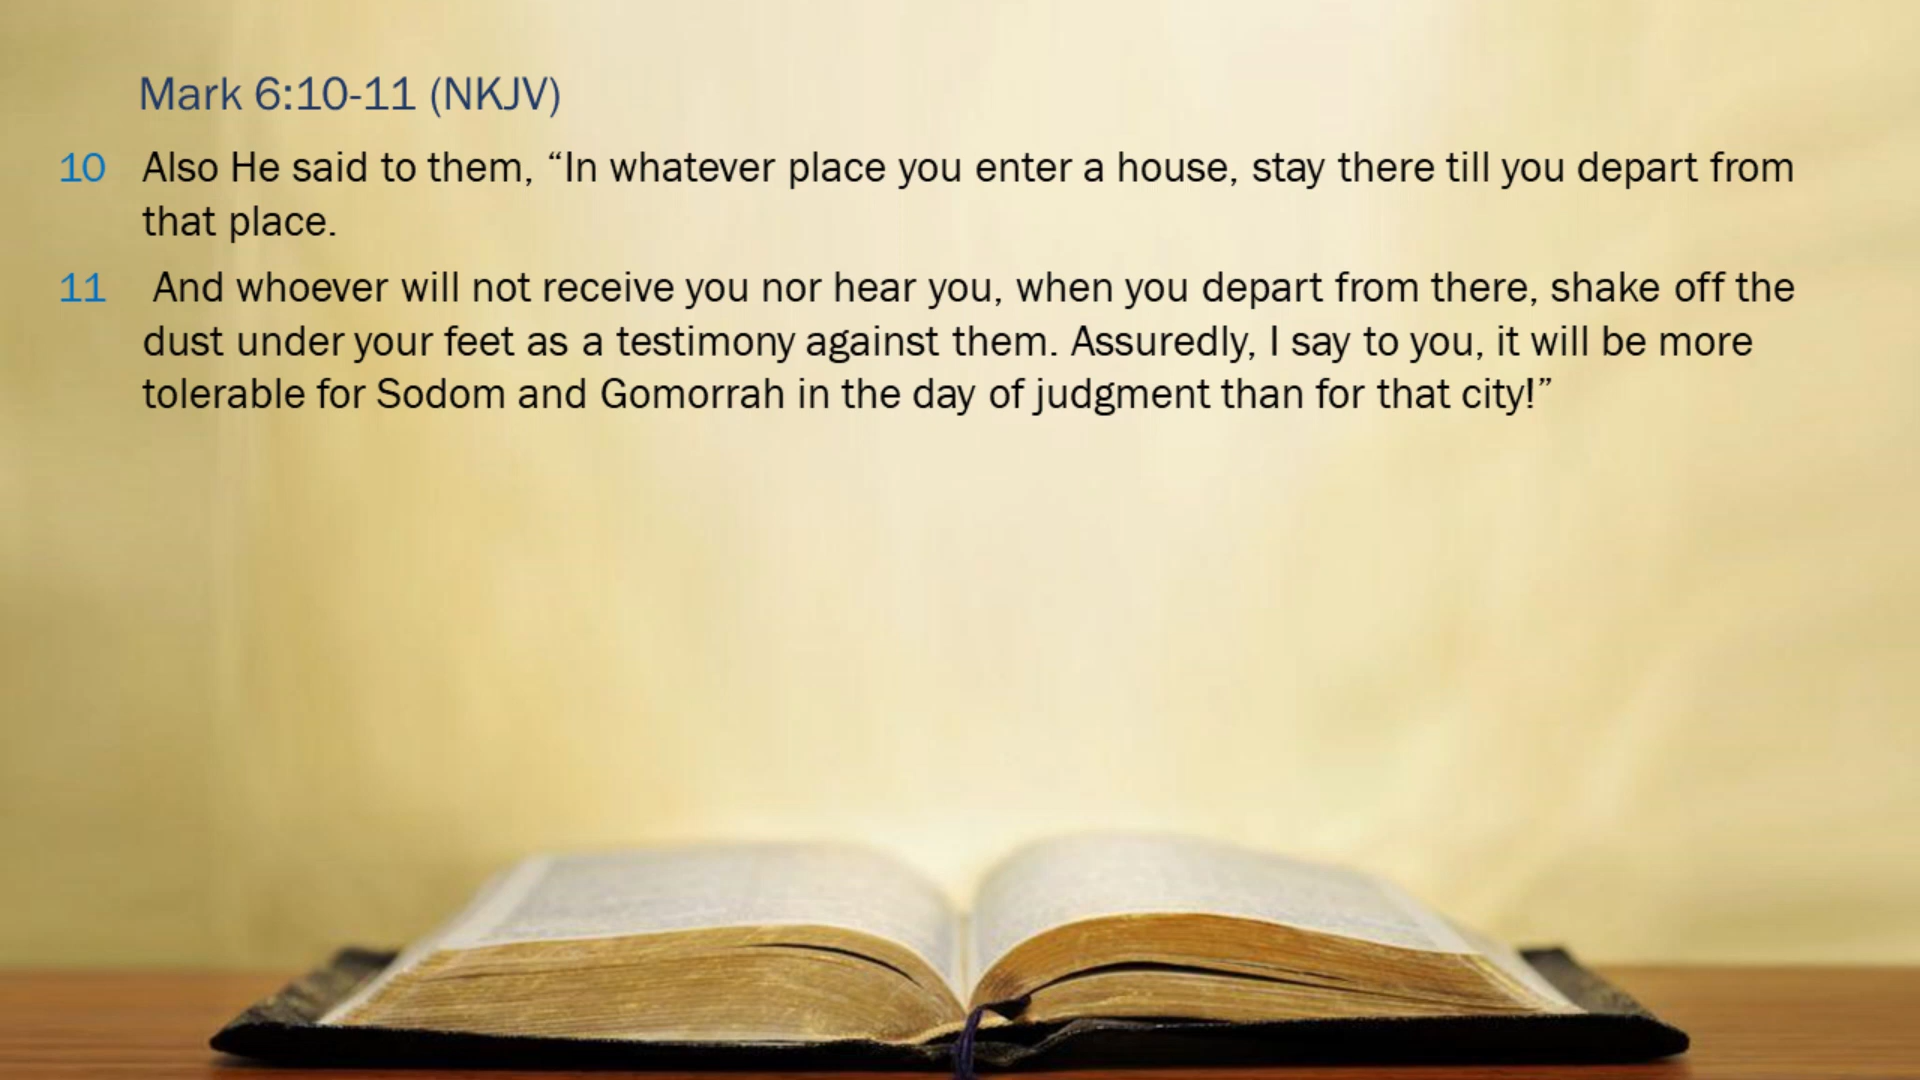 Mark 6:10-11 (NKJV)
10 Also He said to them, “In whatever place you enter a house, stay there till you depart from
that place.
11 And whoever will not receive you nor hear you, when you depart from there, shake off the
dust under your feet as a testimony against them. Assuredly, I say to you, it will be more
tolerable for Sodom and Gomorrah in the day of judgment than for that city!”